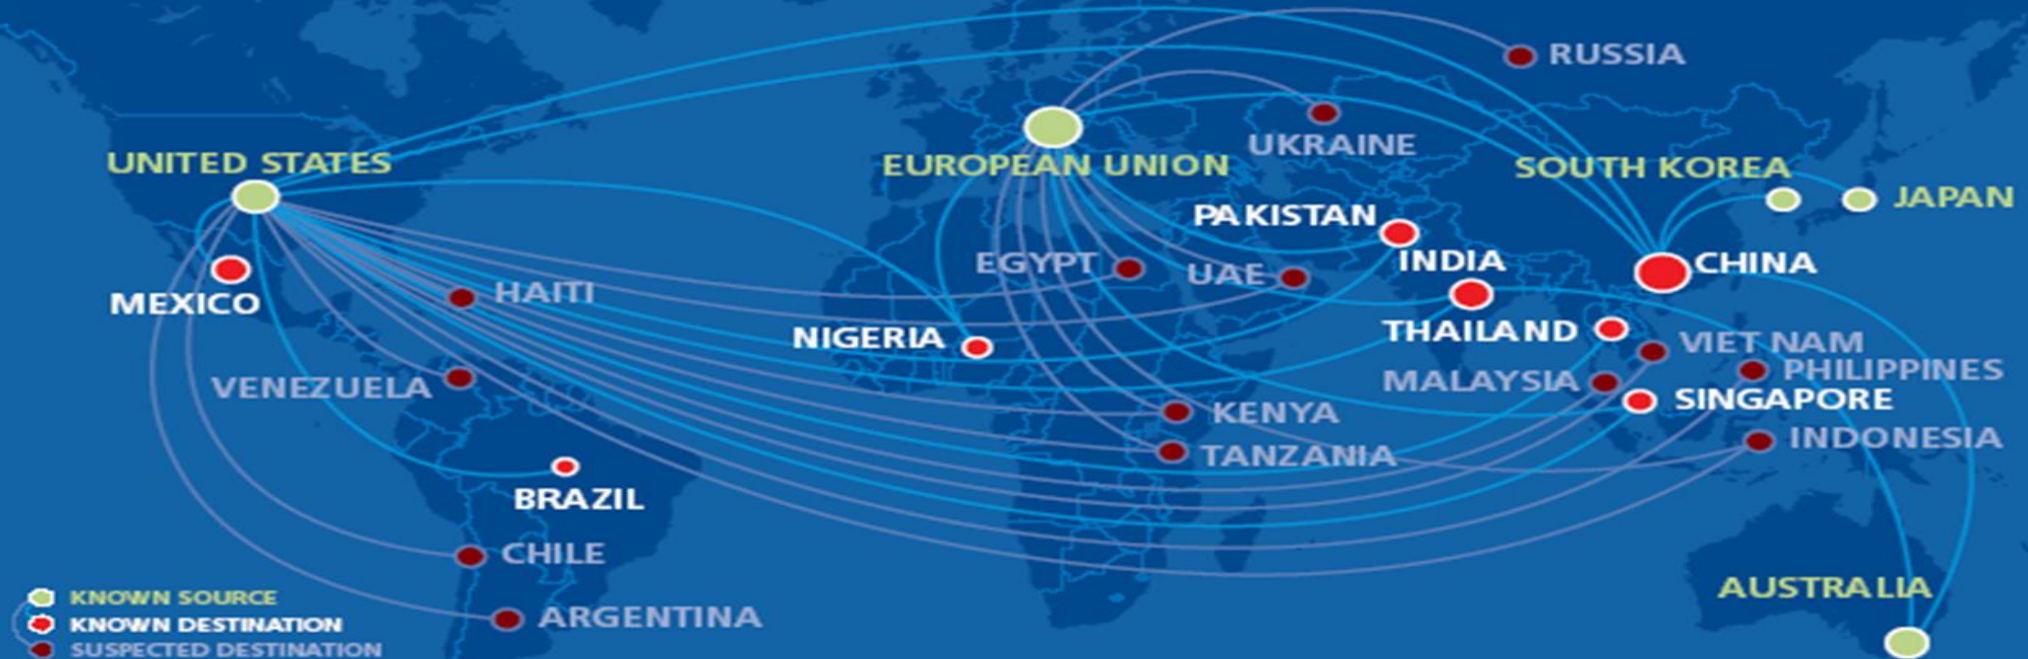 RUSSIA
UKRAINE
UNITED STATES
EUROPEAN UNION
SOUTH KOREA
JAPAN
PAKISTAN
EGYPT
UAE
INDIA
CHINA
MEXICO
HAITI
NIGERIA
THAILAND
VIET NAM
VENEZUELA
MALAYSIA
PHILIPPINES
SINGAPORE
KENYA
INDONESIA
TANZANIA
BRAZIL
CHILE
AUSTRALIA
ARGENTINA
KNOWN SOURCE
KNOWN DESTINATION
SUSPECTED DESTINATION